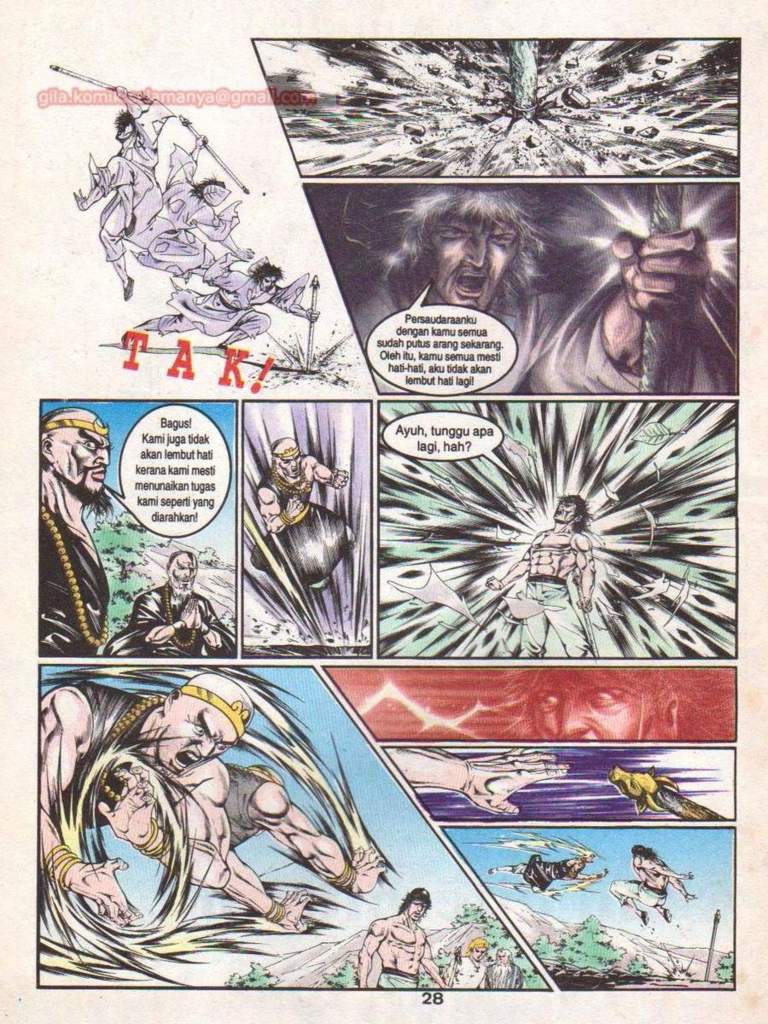 TAK!
Persaudaraanku
dengan kamu semua
sudah putus arang sekarang.
Oleh itu, kamu semua mesti
hati-hati, aku tidak akan
lembut hati lagi!
Bagus!
Kami juga tidak
akan lembut hati
kerana kami mesti
menunaikan tugas
kami seperti yang
diarahkan!
Ayuh, tunggu apa
lagi, hah?
28